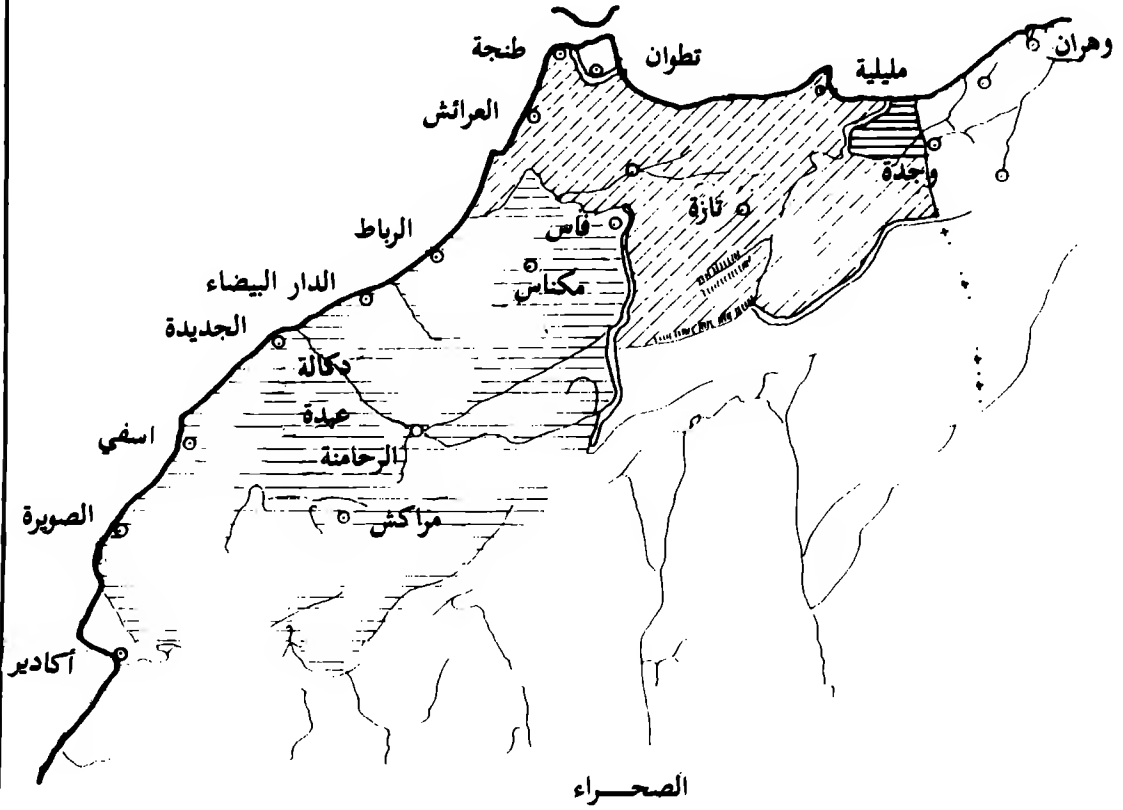 وهران
مليلية
تطوان
طنجة
العرائش
وجدة
تازة
فاس
مكناس
الرباط
الدار البيضاء
الجديدة
دكالة
عبدة
الرحامنة
اسفي
مراكش
الصويرة
أكادير
الصحراء